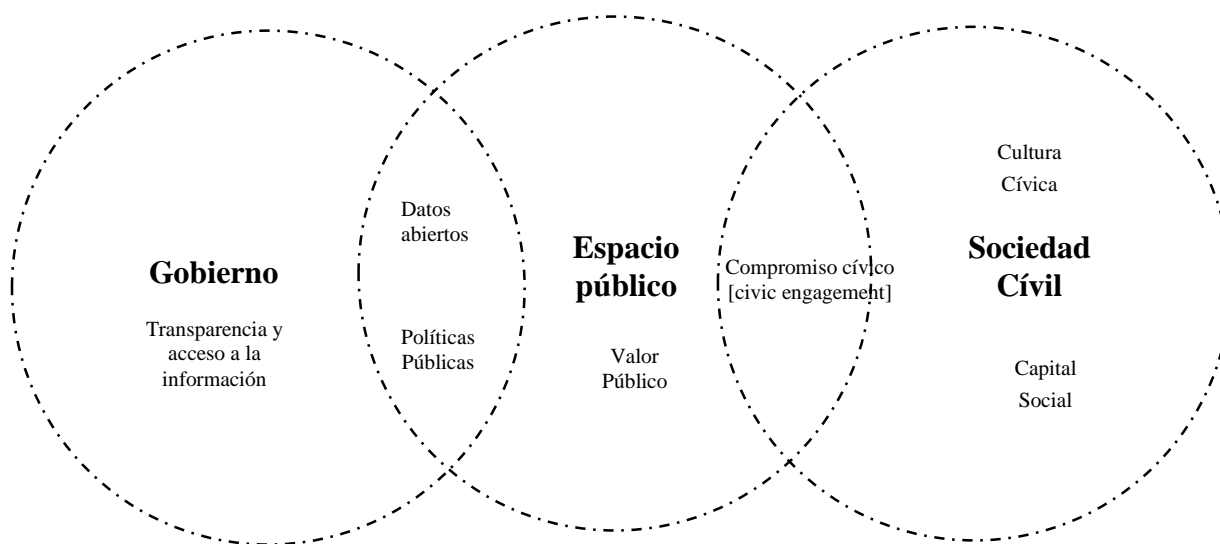 Gobierno
Transparencia y
acceso a la
información
Datos
abiertos
Políticas
Públicas
Espacio
público
Valor
Público
Compromiso cívico
[civic engagement]
Cultura
Cívica
Sociedad
Cívil
Capital
Social